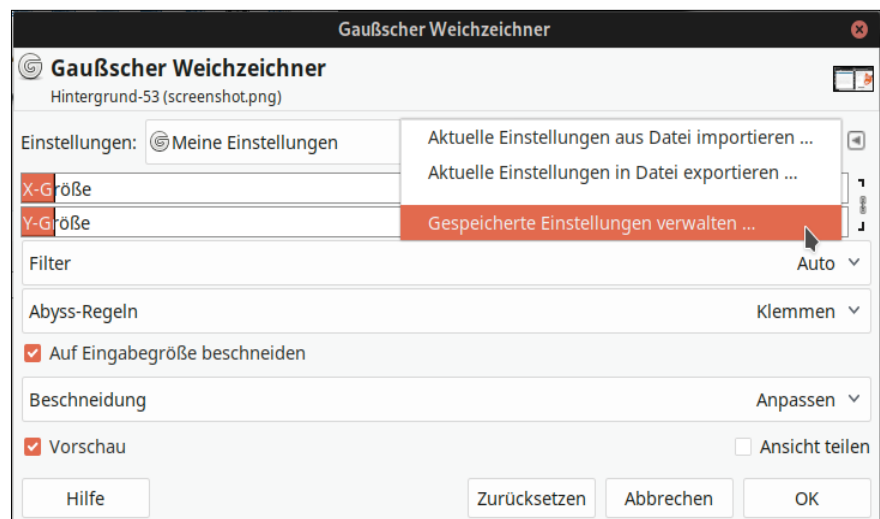 Gaußscher Weichzeichner
Gaußscher Weichzeichner
Hintergrund-53 (screenshot.png)
Einstellungen: Meine Einstellungen
Aktuelle Einstellungen aus Datei importieren ...
Aktuelle Einstellungen in Datei exportieren ...
Gespeicherte Einstellungen verwalten ...
X-Größe
Y-Größe
Filter Auto
Abyss-Regeln Klemmen
Auf Eingabegröße beschneiden
Beschneidung Anpassen
Vorschau Ansicht teilen
Hilfe Zurücksetzen Abbrechen OK